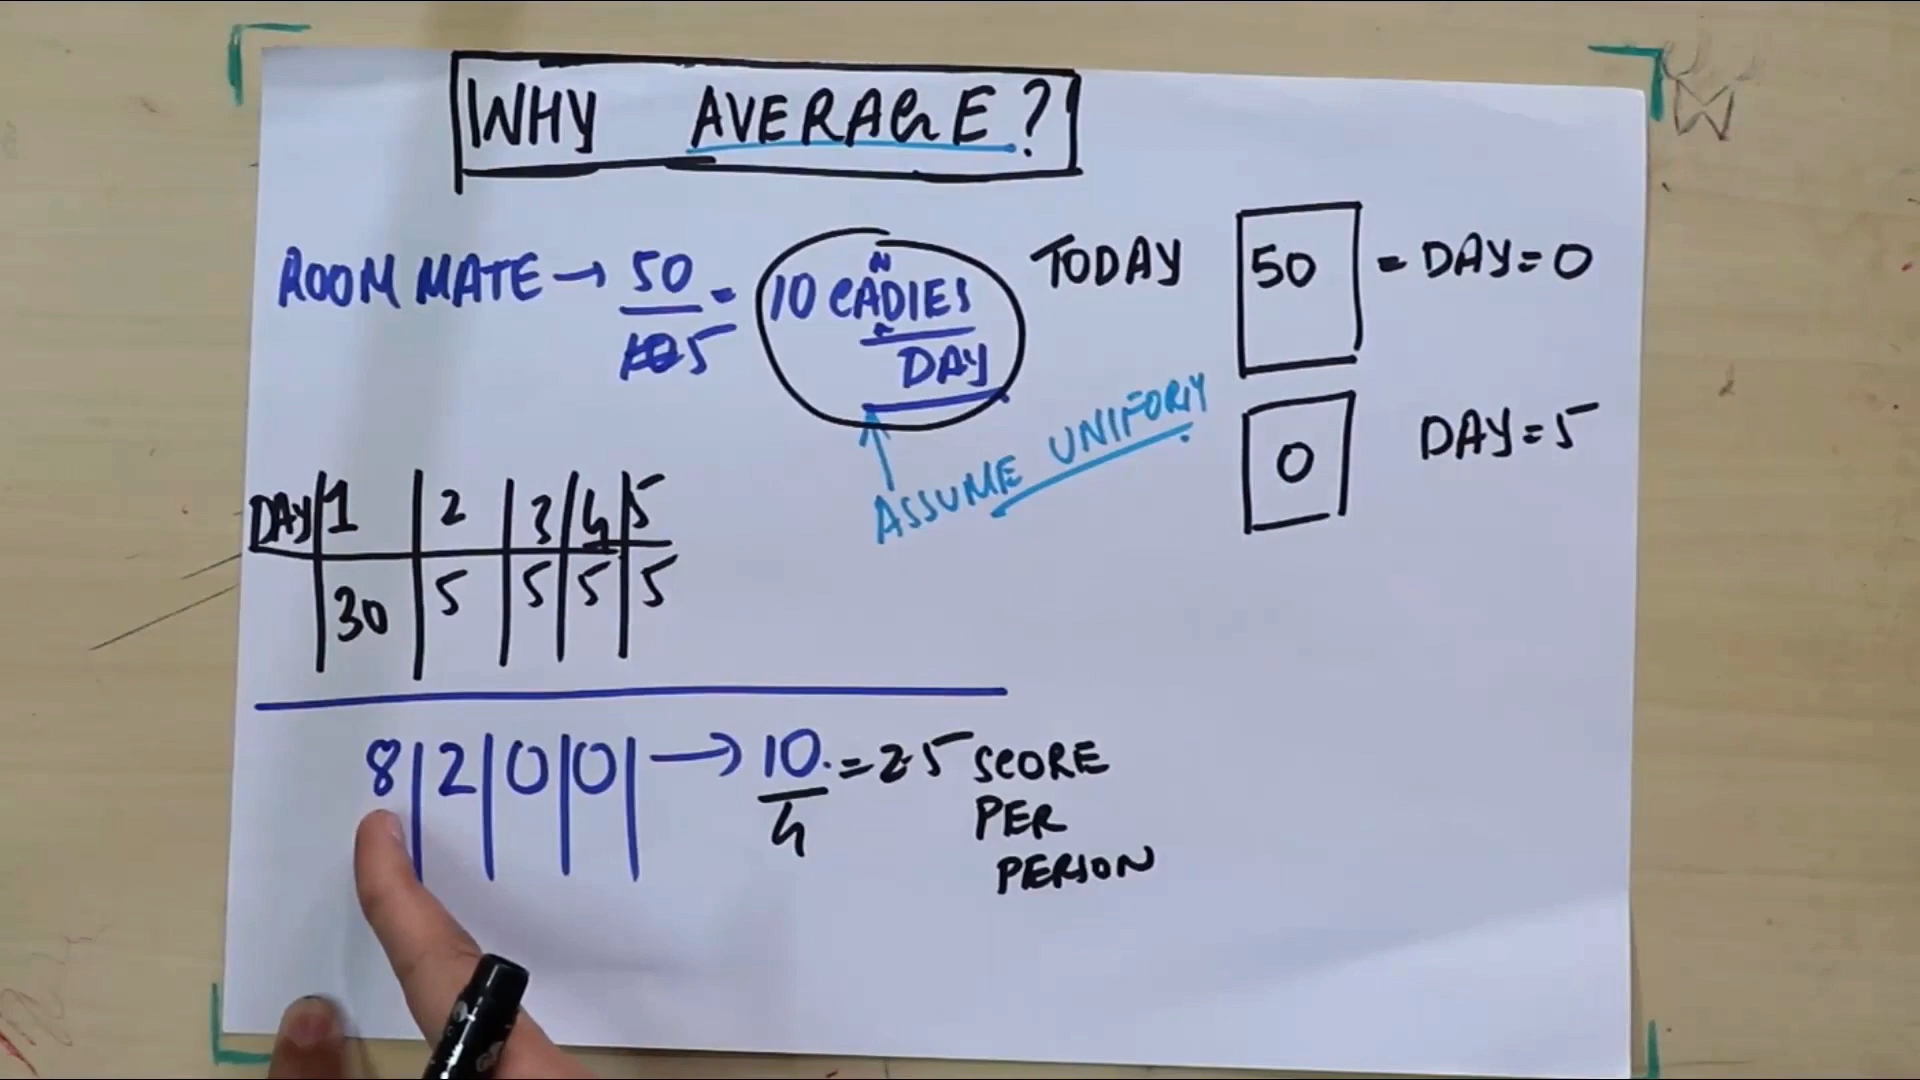 WHY AVERAGE?
ROOM MATE → 50 / 5 = 10 CADIES / DAY
N
TODAY 50 = DAY = 0
0 DAY = 5
ASSUME UNIFORM
DAY 1 2 3 4 5
30 5 5 5 5
8 2 0 0 → 10 / 4 = 2.5 SCORE
PER
PERSON